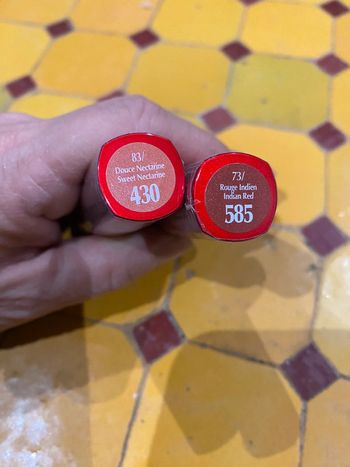 83/
Douce Nectarine
Sweet Nectarine
430
73/
Rouge Indien
Indian Red
585